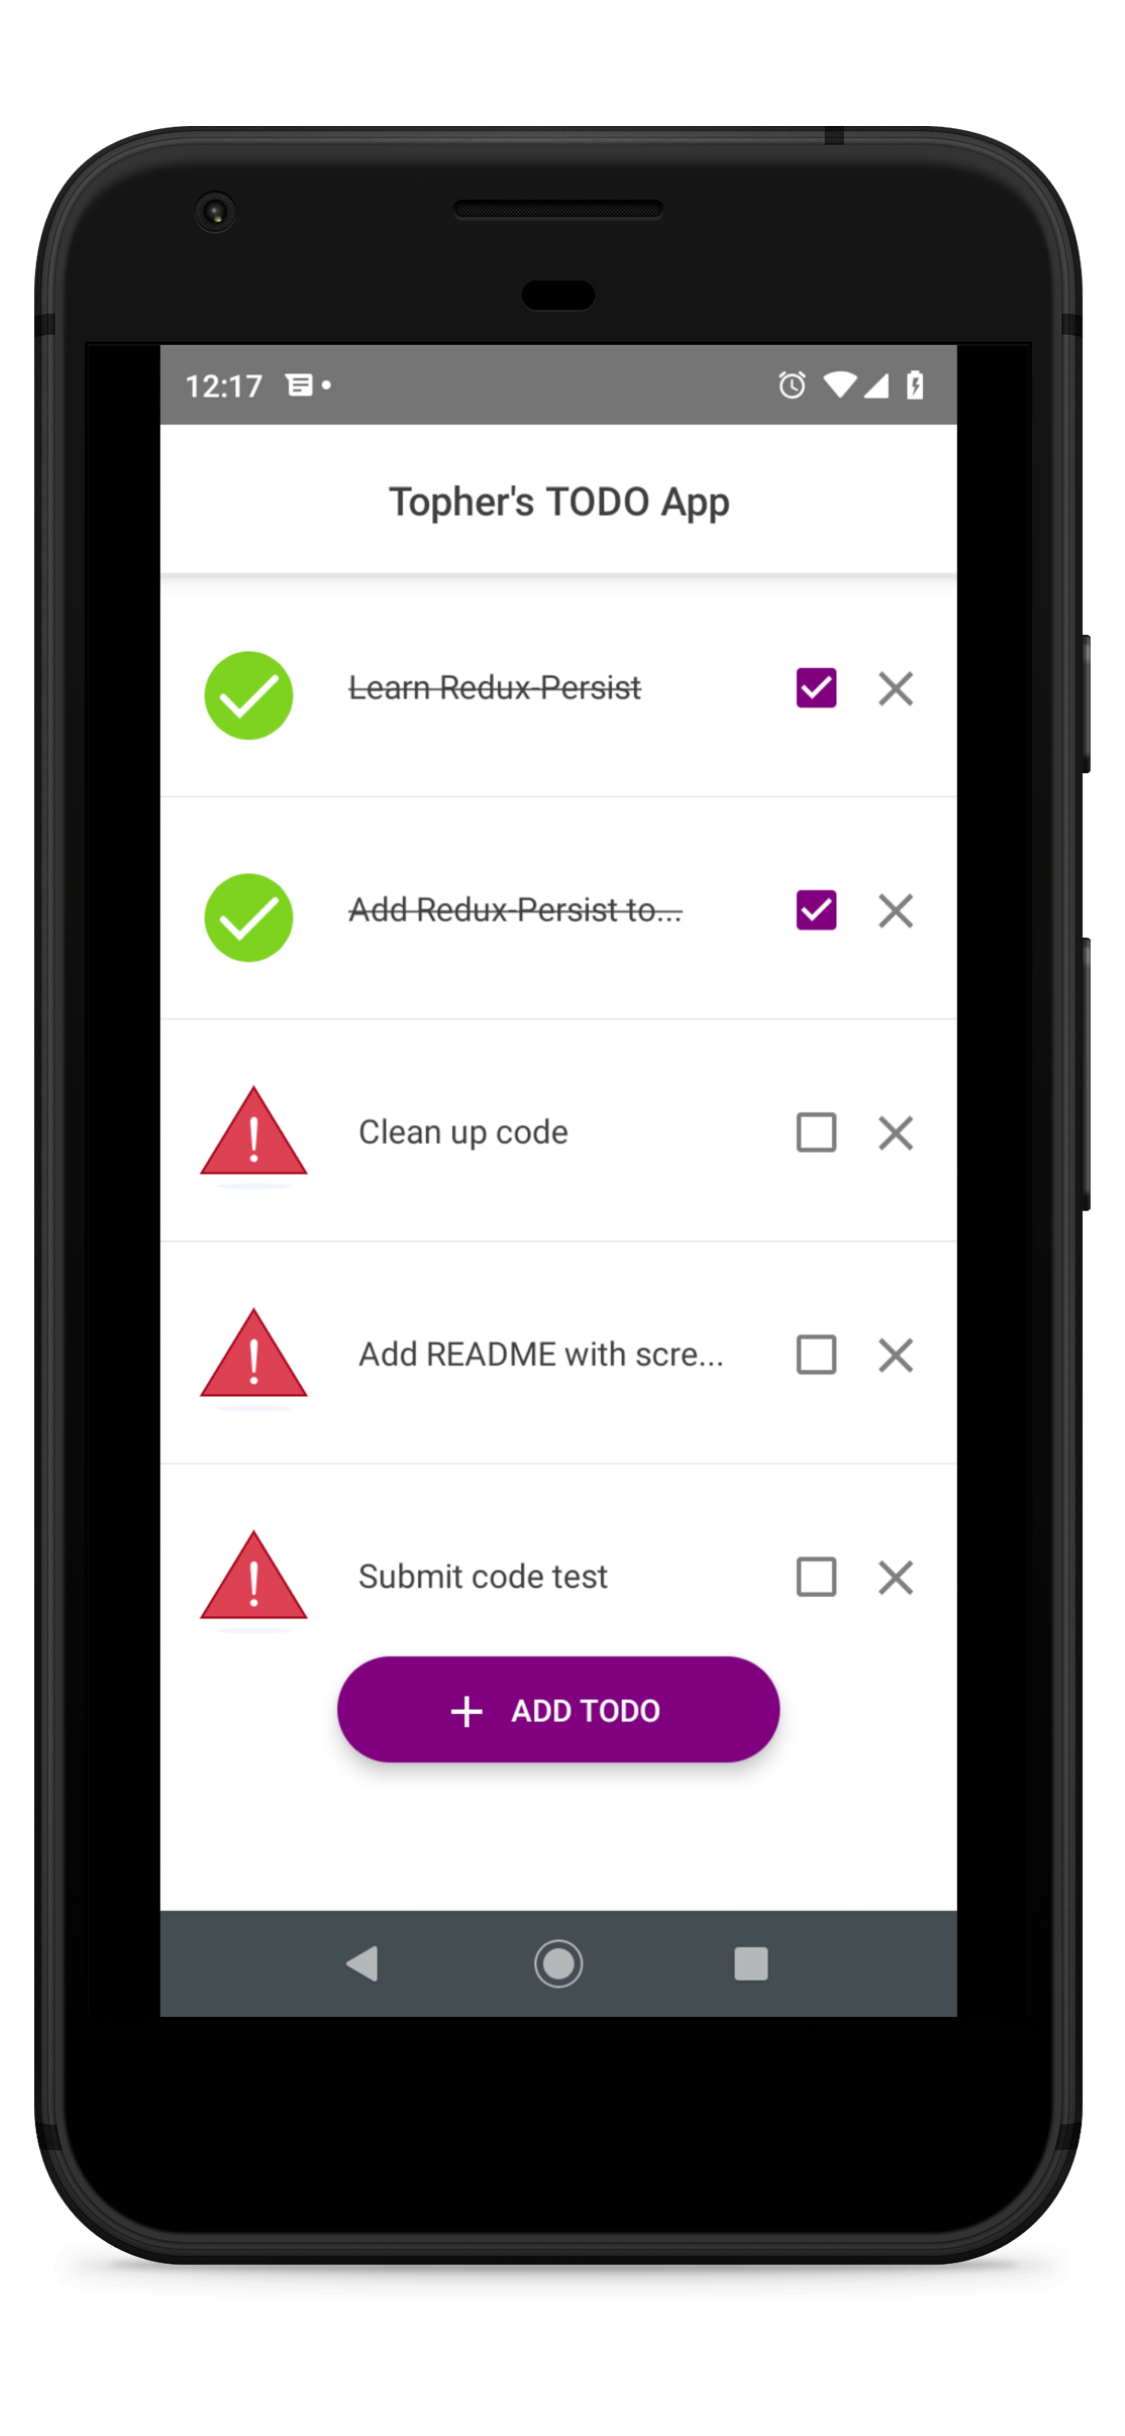 12:17
Topher's TODO App
Learn Redux-Persist
Add Redux-Persist to...
Clean up code
Add README with scre...
Submit code test
+ ADD TODO